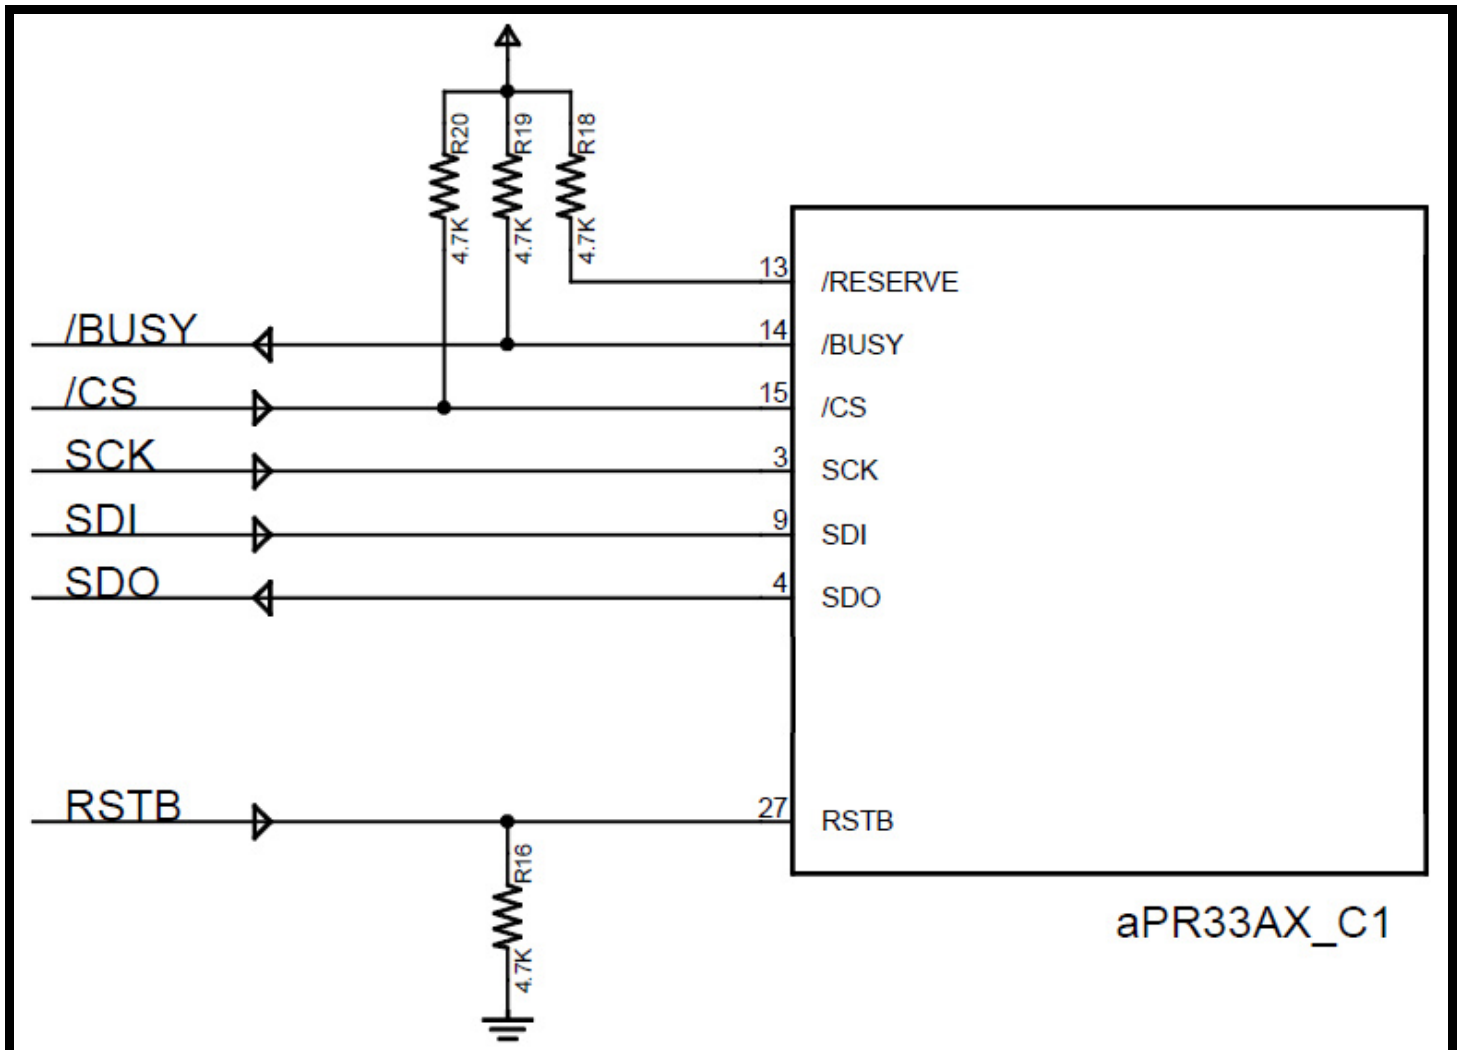 R20
R19
R18
4.7K
4.7K
4.7K
13
/RESERVE
/BUSY
14
/BUSY
/CS
15
/CS
SCK
3
SCK
SDI
9
SDI
SDO
4
SDO
RSTB
27
RSTB
R16
4.7K
aPR33AX_C1